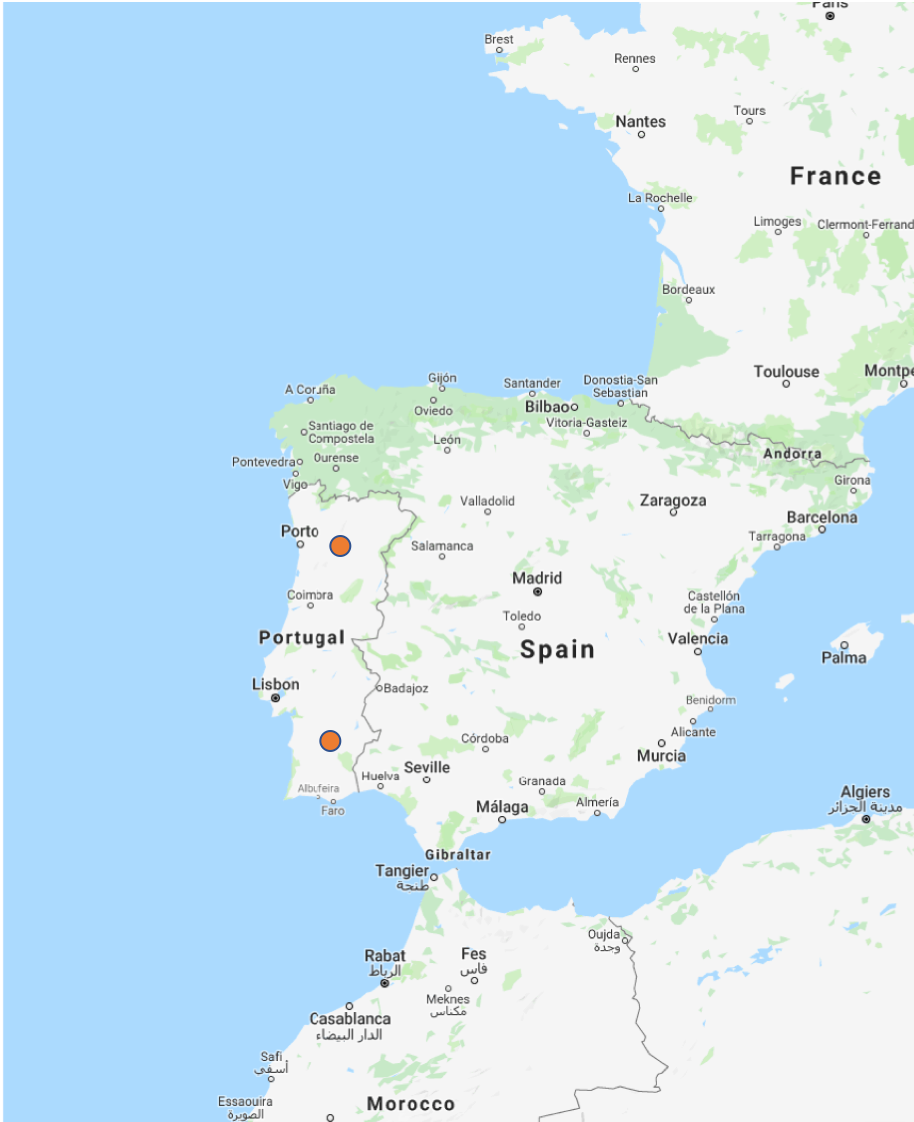 Paris
Brest
Rennes
Tours
Nantes
France
La Rochelle
Limoges
Clermont-Ferrand
Bordeaux
Toulouse
Montpe
A Coruña
Gijón
Santander
Donostia-San
Sebastian
Oviedo
Bilbao
Vitoria-Gasteiz
Santiago de
Compostela
León
Pontevedra
Ourense
Andorra
Vigo
Girona
Valladolid
Zaragoza
Barcelona
Porto
Tarragona
Salamanca
Madrid
Coimbra
Castellón
de la Plana
Toledo
Portugal
Spain
Valencia
Palma
Lisbon
Badajoz
Benidorm
Alicante
Córdoba
Murcia
Huelva
Seville
Granada
Albufeira
Faro
Málaga
Almería
Algiers
مدينة الجزائر
Gibraltar
Tangier
طنجة
Oujda
وجدة
Rabat
الرباط
Fes
فاس
Meknes
مكناس
Casablanca
الدار البيضاء
Safi
أسفي
Essaouira
الصويرة
Morocco